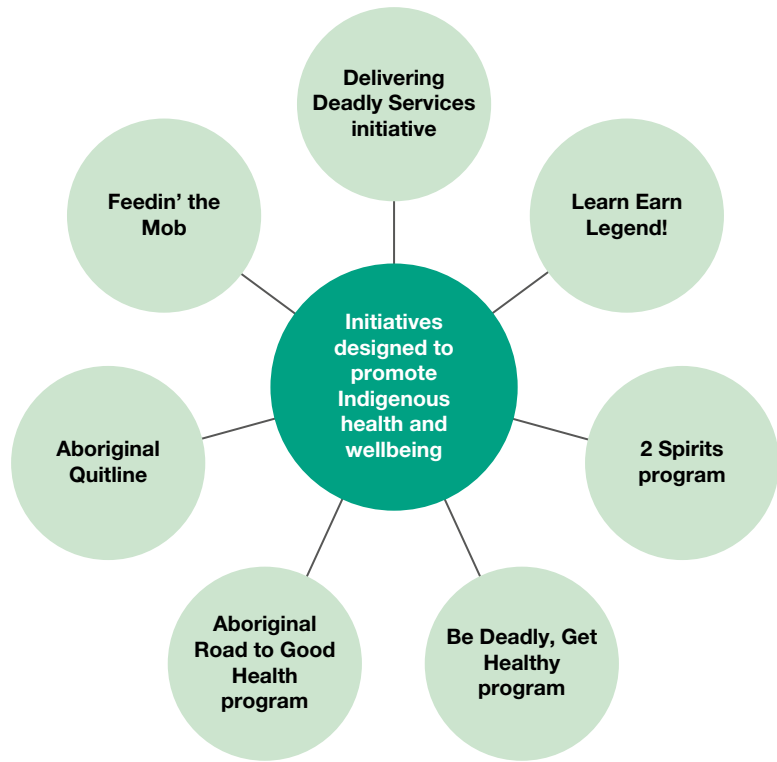 Delivering
Deadly Services
initiative
Feedin’ the
Mob
Learn Earn
Legend!
Initiatives
designed to
promote
Indigenous
health and
wellbeing
Aboriginal
Quitline
2 Spirits
program
Aboriginal
Road to Good
Health
program
Be Deadly, Get
Healthy
program